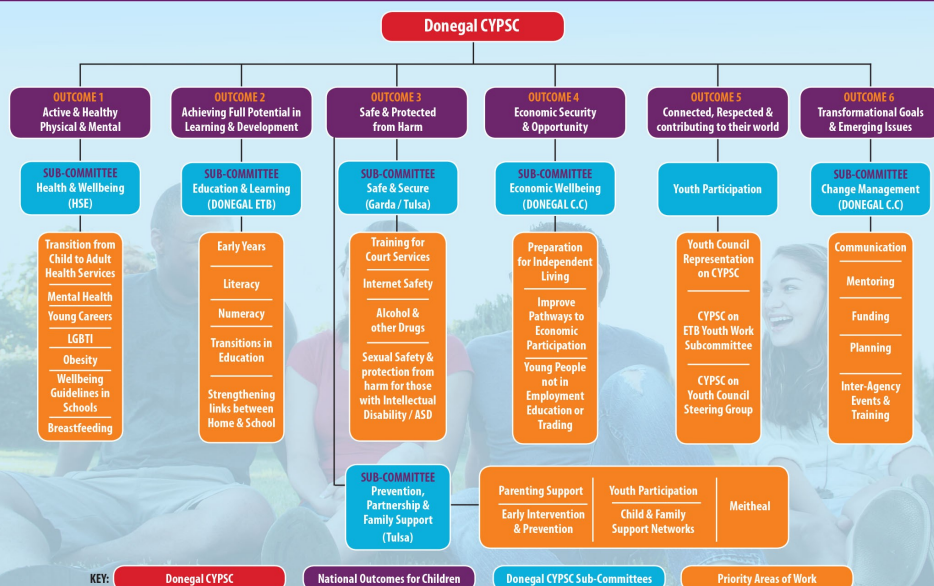 Donegal CYPSC
OUTCOME 1
Active & Healthy
Physical & Mental
OUTCOME 2
Achieving Full Potential in
Learning & Development
OUTCOME 3
Safe & Protected
from Harm
OUTCOME 4
Economic Security
& Opportunity
OUTCOME 5
Connected, Respected &
contributing to their world
OUTCOME 6
Transformational Goals
& Emerging Issues
SUB-COMMITTEE
Health & Wellbeing
(HSE)
SUB-COMMITTEE
Education & Learning
(DONEGAL ETB)
SUB-COMMITTEE
Safe & Secure
(Garda / Tulsa)
SUB-COMMITTEE
Economic Wellbeing
(DONEGAL C.C)
Youth Participation
SUB-COMMITTEE
Change Management
(DONEGAL C.C)
Transition from
Child to Adult
Health Services
Mental Health
Young Careers
LGBTI
Obesity
Wellbeing
Guidelines in
Schools
Breastfeeding
Early Years
Literacy
Numeracy
Transitions in
Education
Strengthening
links between
Home & School
Training for
Court Services
Internet Safety
Alcohol &
other Drugs
Sexual Safety &
protection from
harm for those
with Intellectual
Disability / ASD
Preparation
for Independent
Living
Improve
Pathways to
Economic
Participation
Young People
not in
Employment
Education or
Trading
Youth Council
Representation
on CYPSC
CYPSC on
ETB Youth Work
Subcommittee
CYPSC on
Youth Council
Steering Group
Communication
Mentoring
Funding
Planning
Inter-Agency
Events &
Training
SUB-COMMITTEE
Prevention,
Partnership &
Family Support
(Tulsa)
Parenting Support
Early Intervention
& Prevention
Youth Participation
Child & Family
Support Networks
Meitheal
KEY:
Donegal CYPSC
National Outcomes for Children
Donegal CYPSC Sub-Committees
Priority Areas of Work